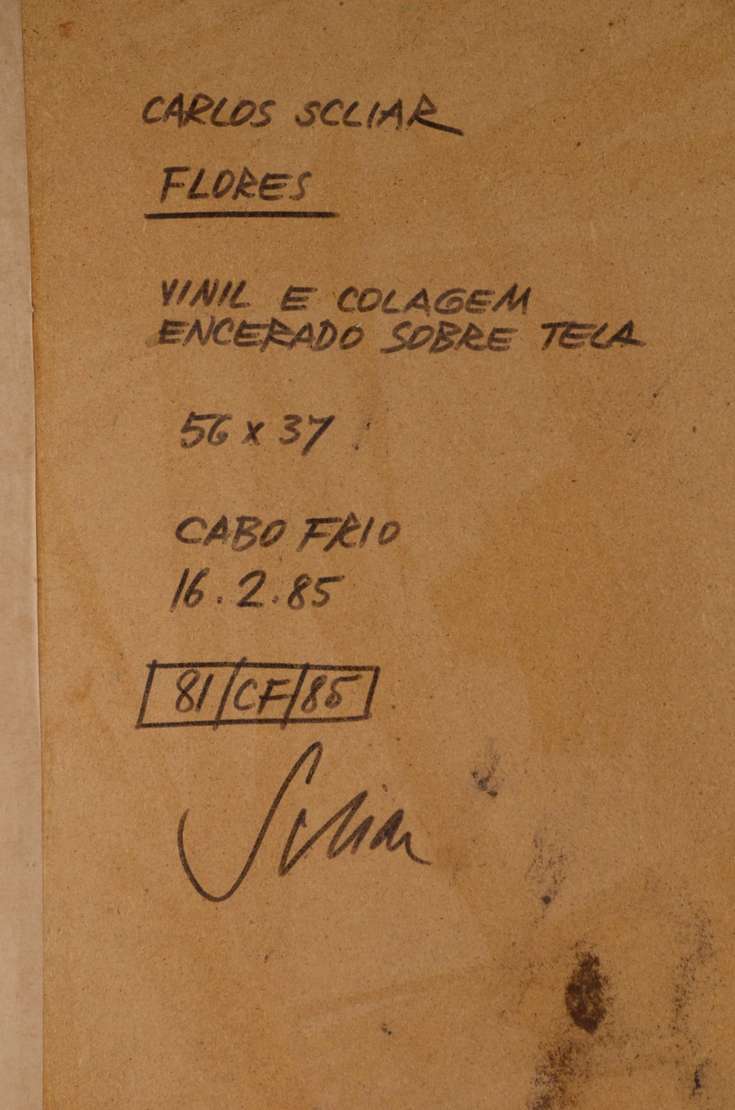 CARLOS SCLIAR
FLORES
VINIL E COLAGEM
ENCERADO SOBRE TELA
56 x 37
CABO FRIO
16.2.85
81/CF/85
Scliar